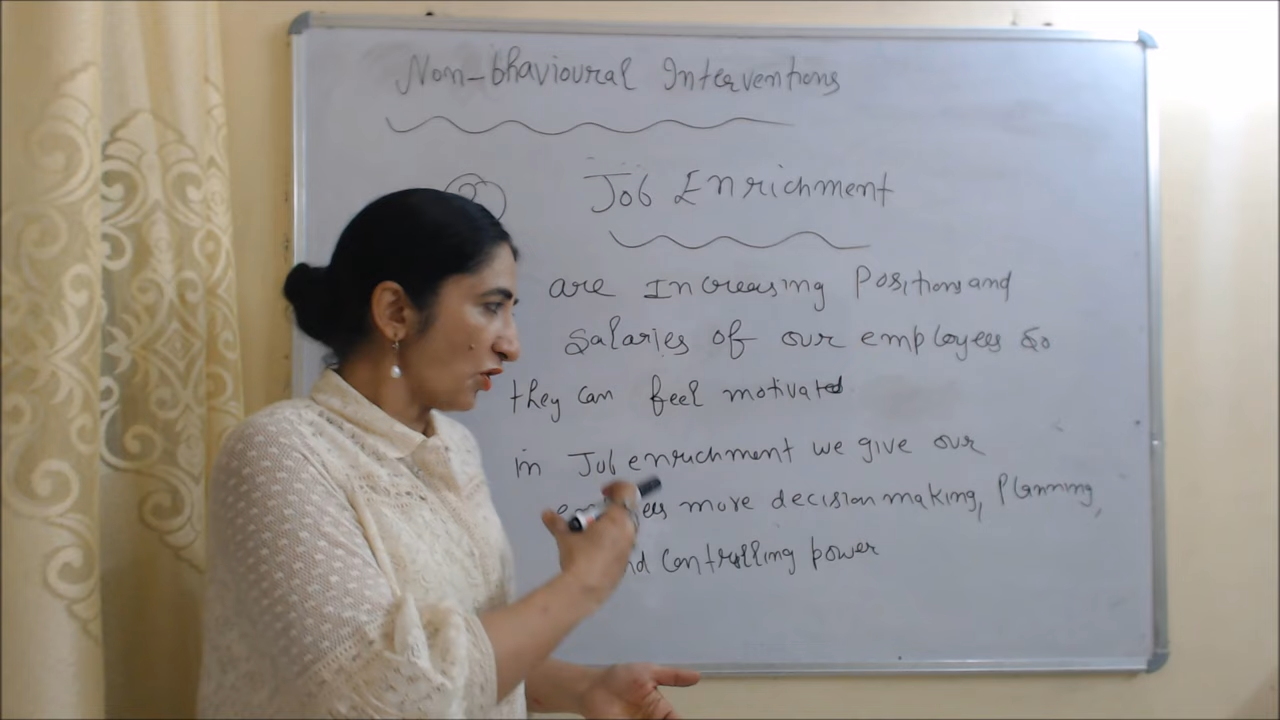 Non-bhavioural Interventions
Job Enrichment
are Increasing Positions and
Salaries of our employees So
they can feel motivated
in Job enrichment we give our
more decision making, Planning,
controlling power